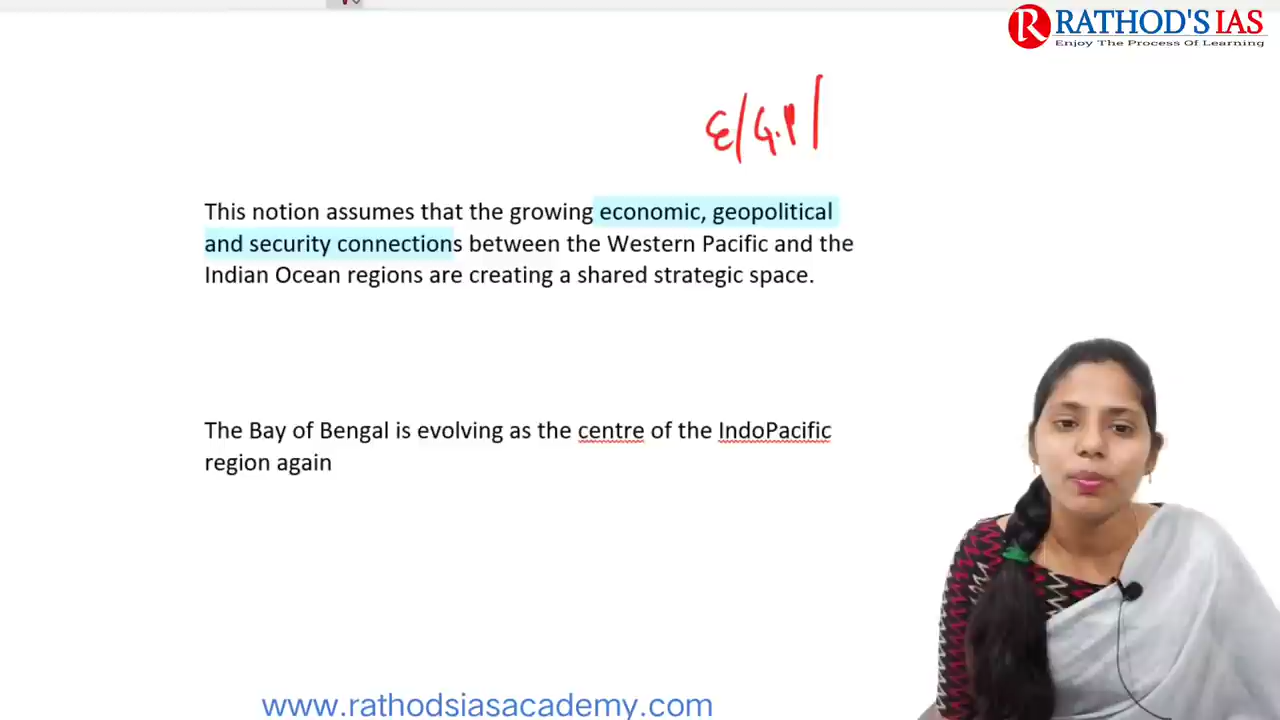 RATHOD'S IAS
Enjoy The Process Of Learning
E/G.P/
This notion assumes that the growing economic, geopolitical
and security connections between the Western Pacific and the
Indian Ocean regions are creating a shared strategic space.
The Bay of Bengal is evolving as the centre of the IndoPacific
region again
www.rathodsiasacademy.com